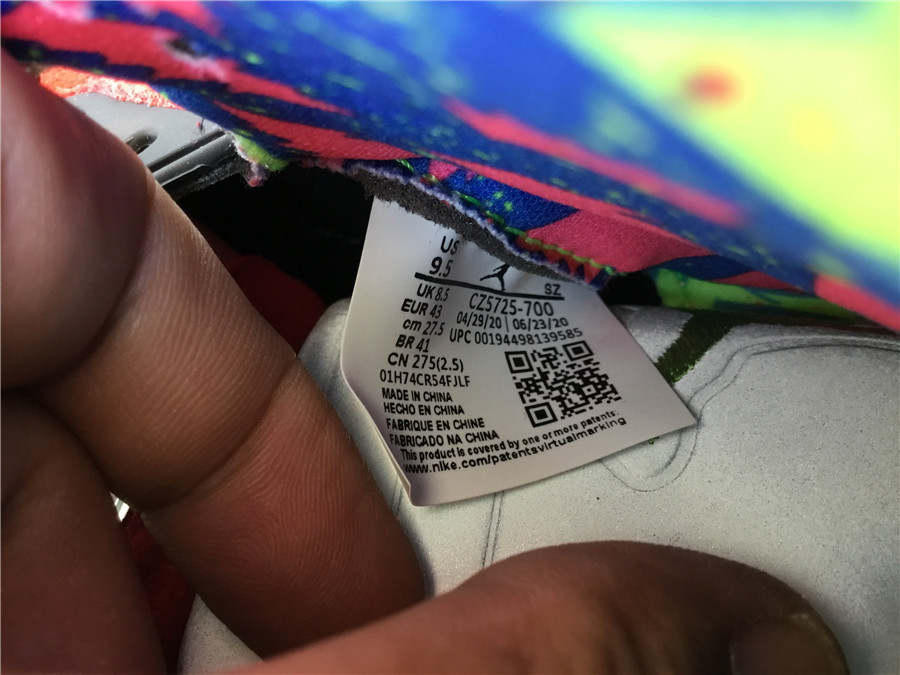 US
9.5
SZ
UK 8.5 CZ5725-700
EUR 43 04/29/20 | 06/23/20
cm 27.5 UPC 00194498139585
BR 41
CN 275(2.5)
01H74CR54FJLF
MADE IN CHINA
HECHO EN CHINA
FABRIQUE EN CHINE
FABRICADO NA CHINA
This product is covered by one or more patents:
www.nike.com/patentsvirtualmarking